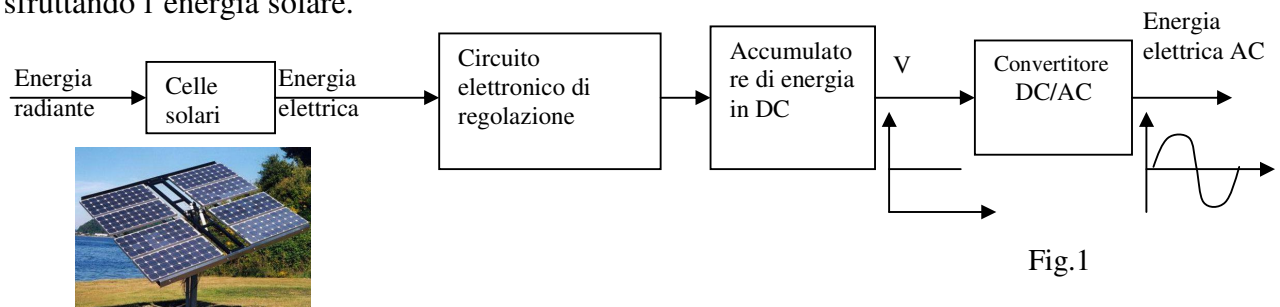 sfruttando l'energia solare.
Energia
radiante
Celle
solari
Energia
elettrica
Circuito
elettronico di
regolazione
Accumulato
re di energia
in DC
V
Convertitore
DC/AC
Energia
elettrica AC
Fig.1